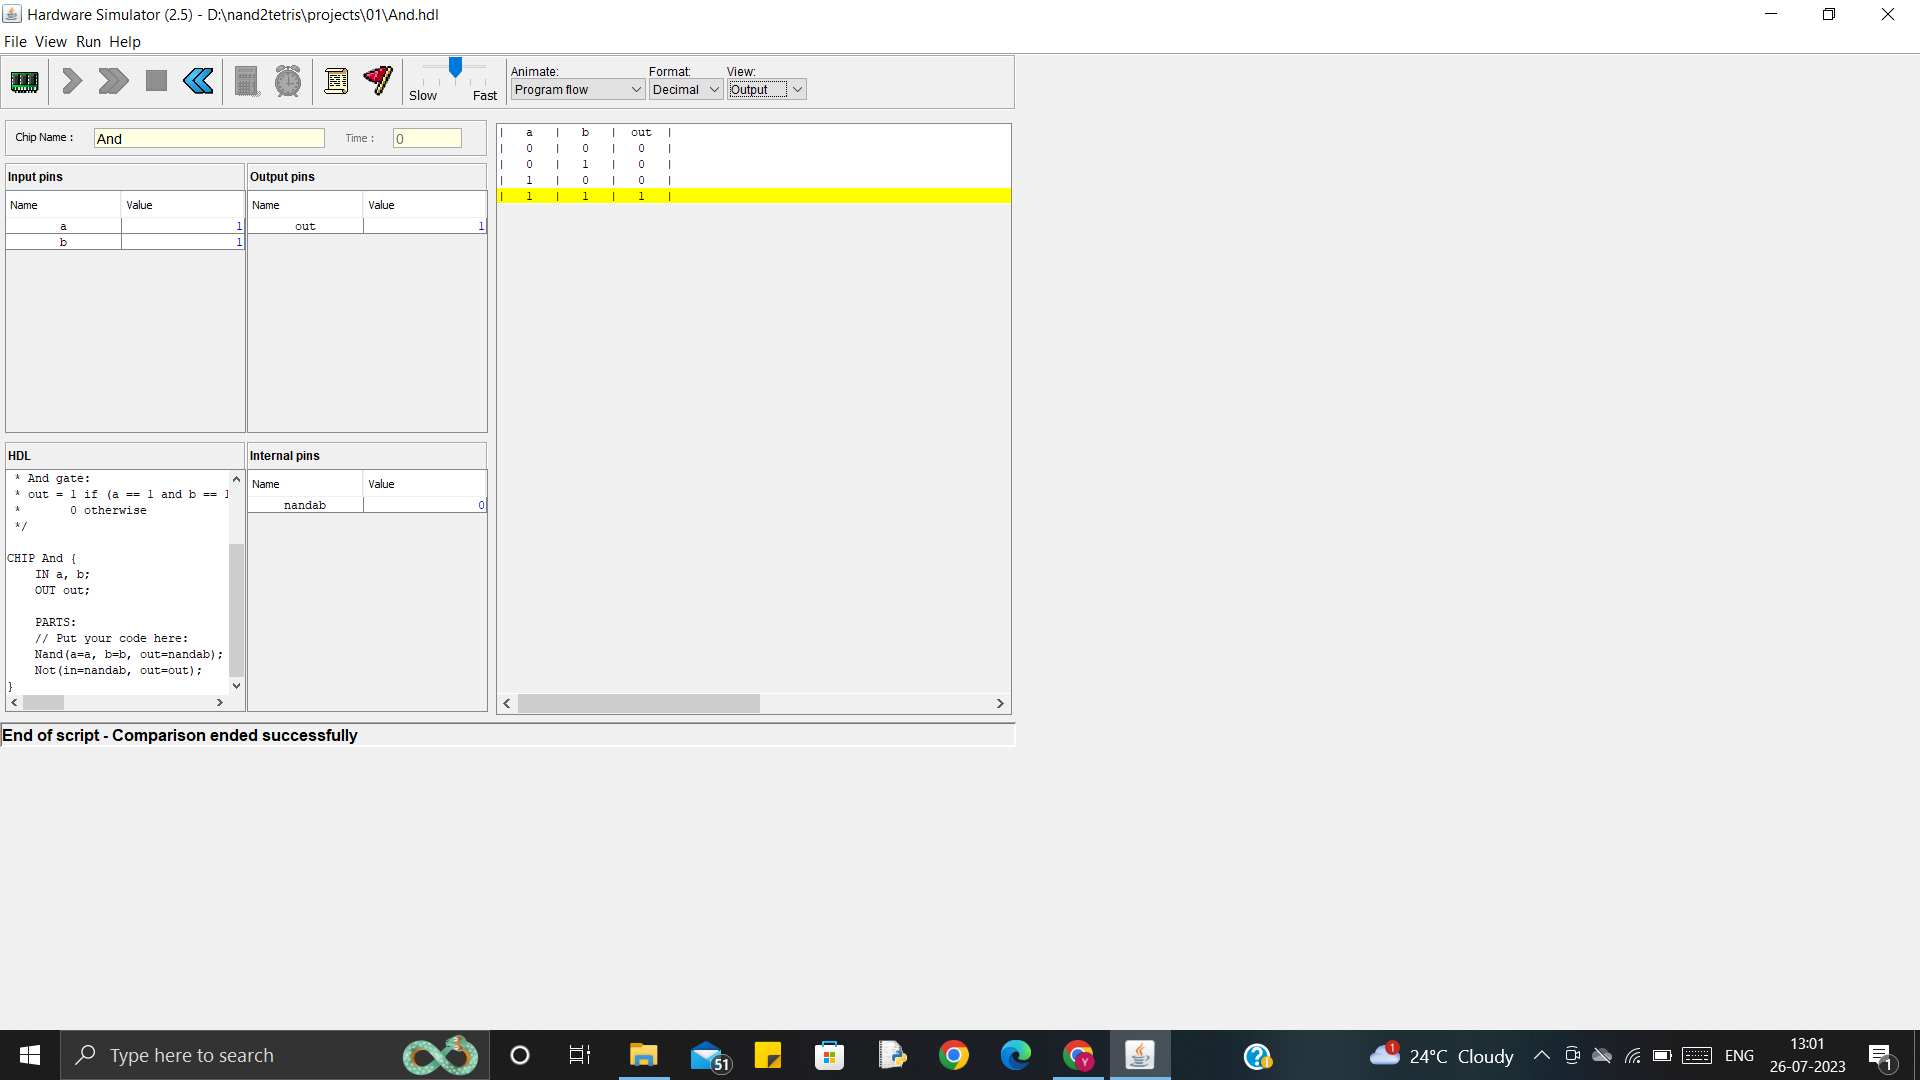 Hardware Simulator (2.5) - D:\nand2tetris\projects\01\And.hdl
File View Run Help
Slow Fast
Animate: Format: View:
Program flow Decimal Output
Chip Name : And Time : 0
Input pins Output pins
Name Value Name Value
a 1 out 1
b 1
| a | b | out |
| 0 | 0 | 0 |
| 0 | 1 | 0 |
| 1 | 0 | 0 |
| 1 | 1 | 1 |
HDL Internal pins
Name Value
nandab 0
* And gate:
* out = 1 if (a == 1 and b == 1
* 0 otherwise
*/
CHIP And {
IN a, b;
OUT out;
PARTS:
// Put your code here:
Nand(a=a, b=b, out=nandab);
Not(in=nandab, out=out);
}
End of script - Comparison ended successfully
Type here to search
51
Y
1
24°C Cloudy
ENG
13:01
26-07-2023
1